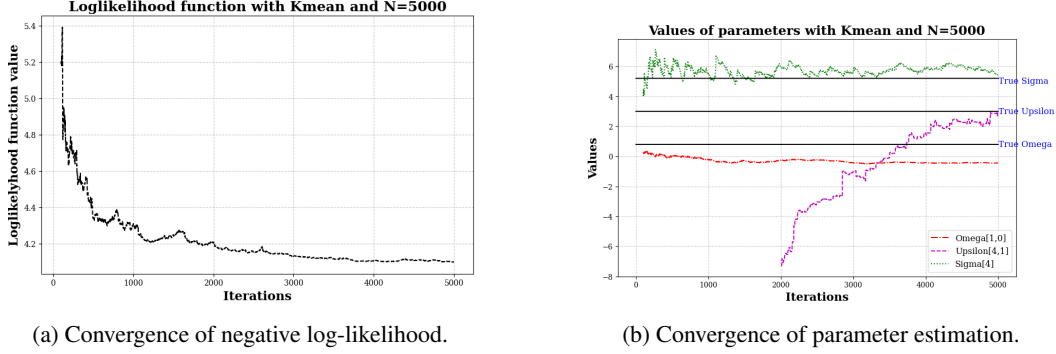 Loglikelihood function with Kmean and N=5000
Loglikelyhood function value
5.4
5.2
5.0
4.8
4.6
4.4
4.2
0
1000
2000
3000
4000
5000
Iterations
(a) Convergence of negative log-likelihood.
Values of parameters with Kmean and N=5000
Values
6
4
2
0
−2
−4
−6
−8
True Sigma
True Upsilon
True Omega
Omega[1,0]
Upsilon[4,1]
Sigma[4]
0
1000
2000
3000
4000
5000
Iterations
(b) Convergence of parameter estimation.